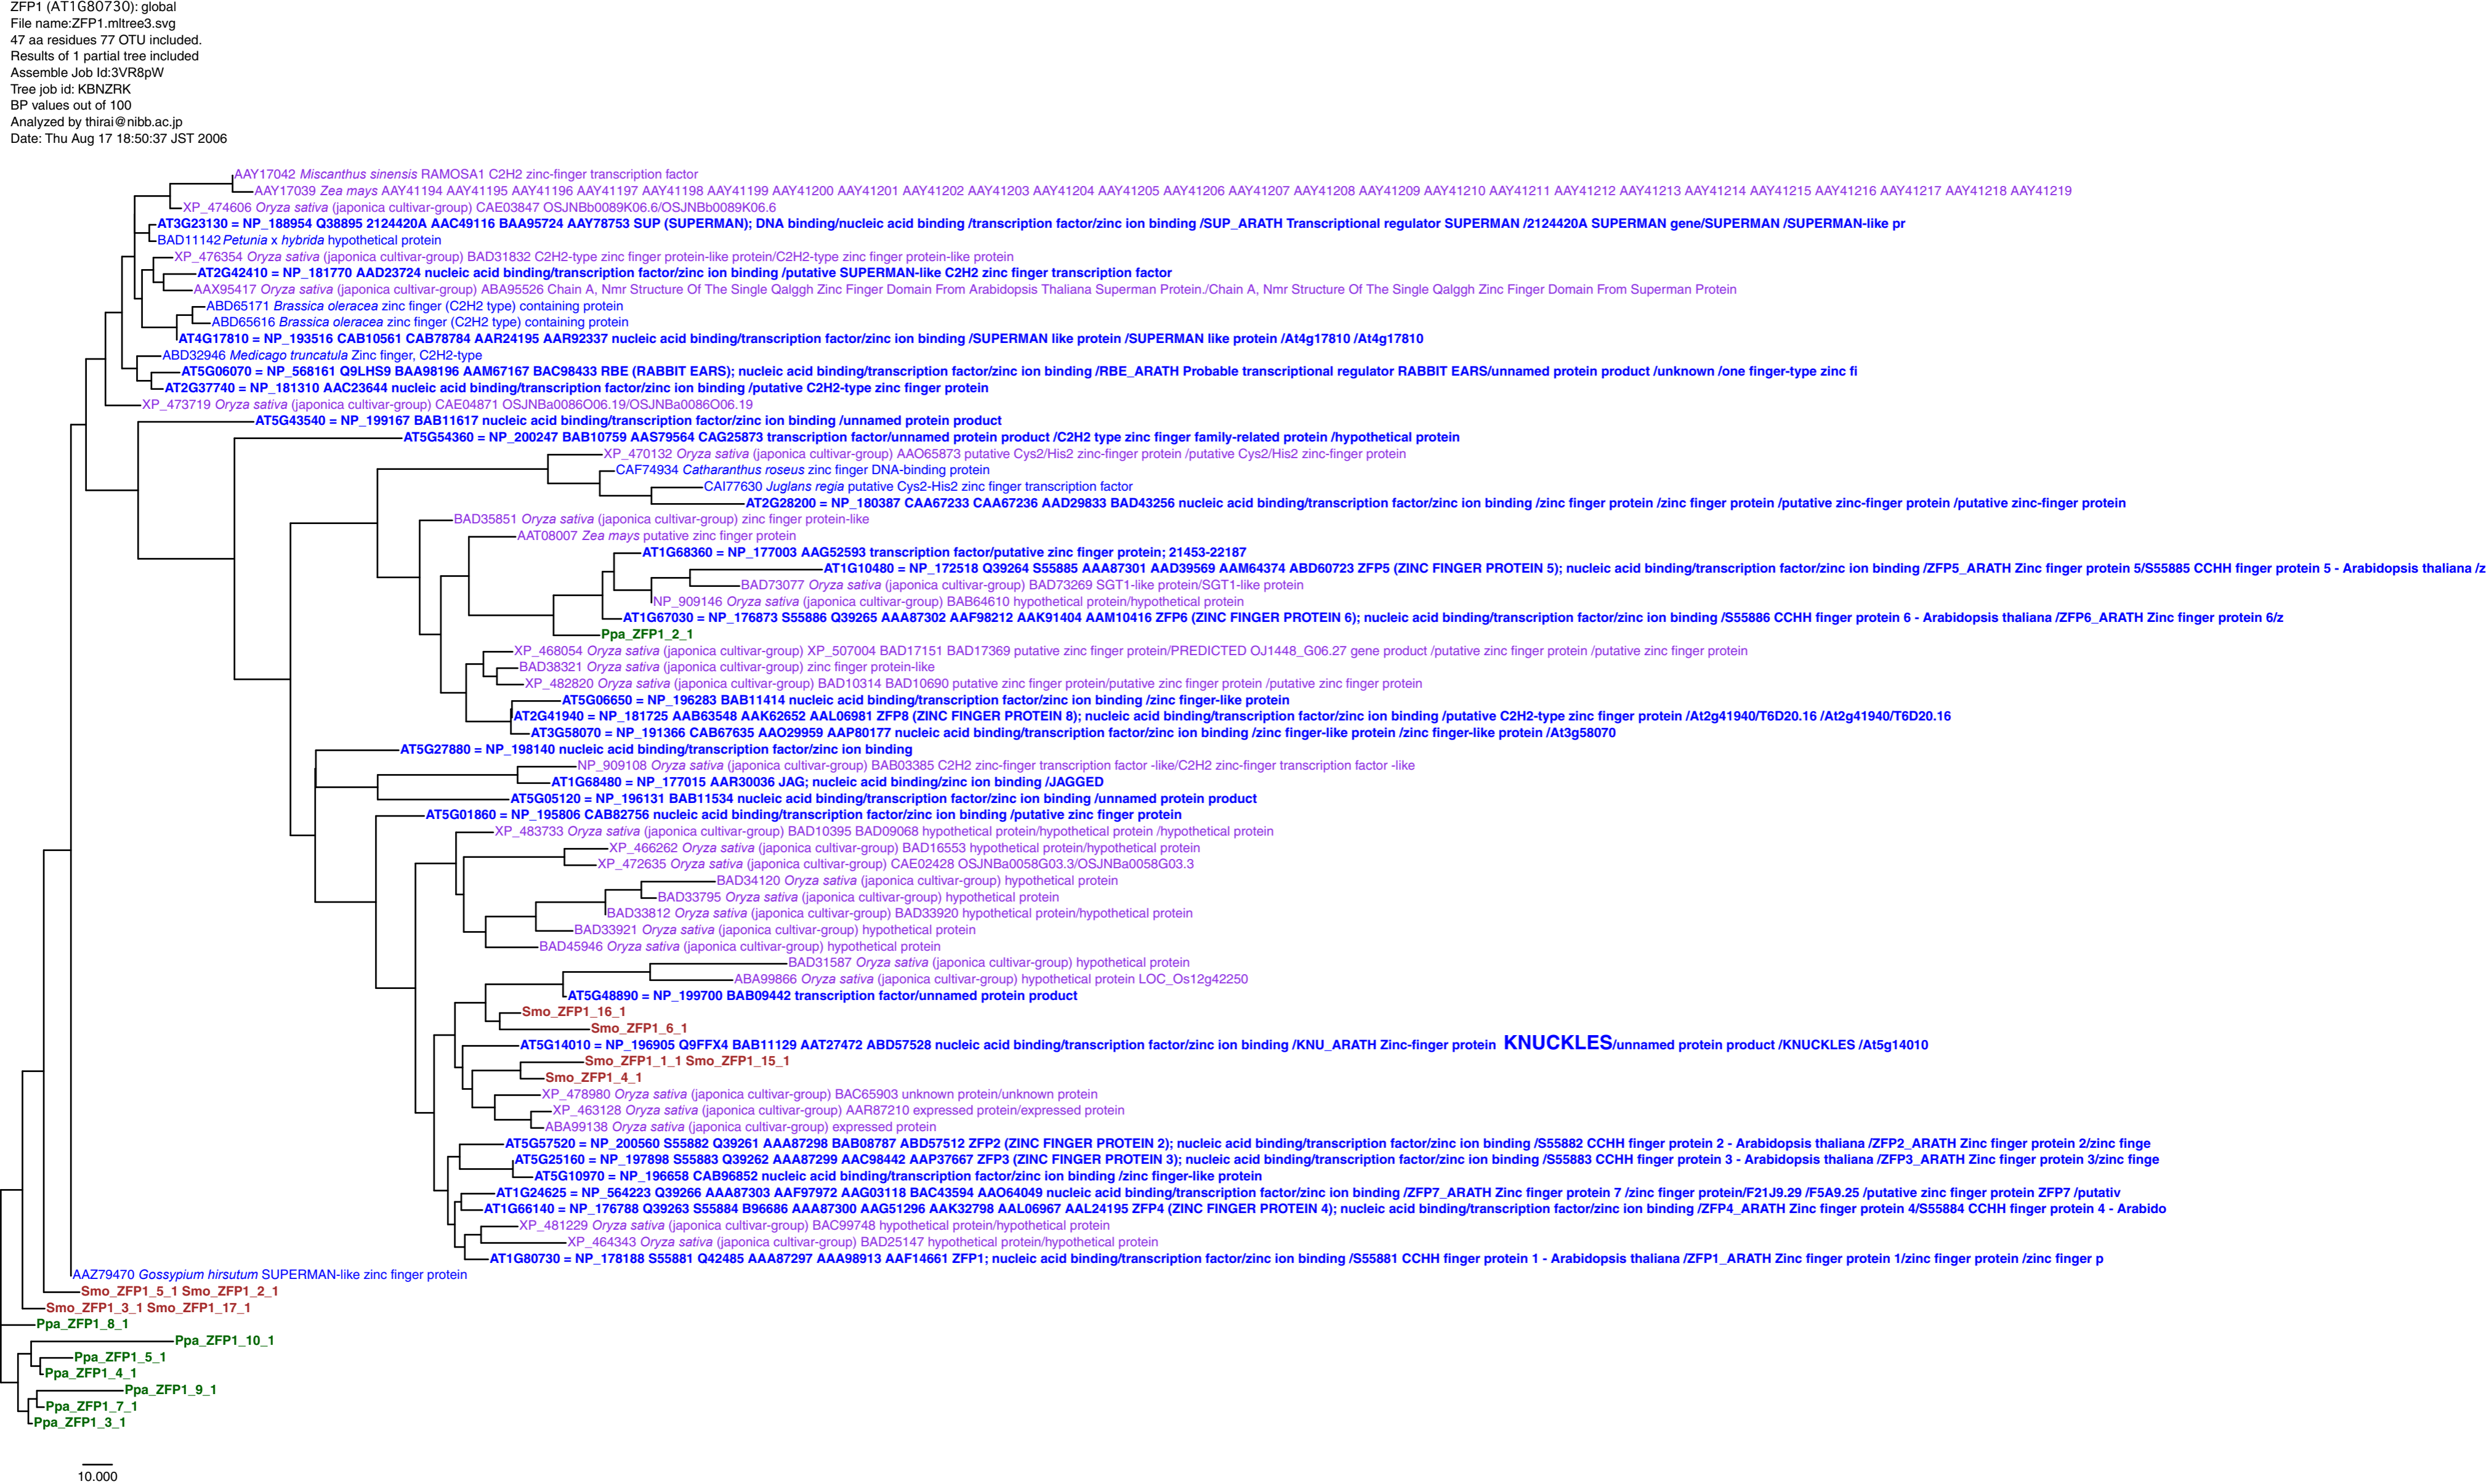 ZFP1 (AT1G80730): global
File name:ZFP1.mltree3.svg
47 aa residues 77 OTU included.
Results of 1 partial tree included
Assemble Job Id:3VR8pW
Tree job id: KBNZRK
BP values out of 100
Analyzed by thirai@nibb.ac.jp
Date: Thu Aug 17 18:50:37 JST 2006
AAY17042 Miscanthus sinensis RAMOSA1 C2H2 zinc-finger transcription factor
AAY17039 Zea mays AAY41194 AAY41195 AAY41196 AAY41197 AAY41198 AAY41199 AAY41200 AAY41201 AAY41202 AAY41203 AAY41204 AAY41205 AAY41206 AAY41207 AAY41208 AAY41209 AAY41210 AAY41211 AAY41212 AAY41213 AAY41214 AAY41215 AAY41216 AAY41217 AAY41218 AAY41219
XP_474606 Oryza sativa (japonica cultivar-group) CAE03847 OSJNBb0089K06.6/OSJNBb0089K06.6
AT3G23130 = NP_188954 Q38895 2124420A AAC49116 BAA95724 AAY78753 SUP (SUPERMAN); DNA binding/nucleic acid binding /transcription factor/zinc ion binding /SUP_ARATH Transcriptional regulator SUPERMAN /2124420A SUPERMAN gene/SUPERMAN /SUPERMAN-like pr
BAD11142 Petunia x hybrida hypothetical protein
XP_476354 Oryza sativa (japonica cultivar-group) BAD31832 C2H2-type zinc finger protein-like protein/C2H2-type zinc finger protein-like protein
AT2G42410 = NP_181770 AAD23724 nucleic acid binding/transcription factor/zinc ion binding /putative SUPERMAN-like C2H2 zinc finger transcription factor
AAX95417 Oryza sativa (japonica cultivar-group) ABA95526 Chain A, Nmr Structure Of The Single Qalggh Zinc Finger Domain From Arabidopsis Thaliana Superman Protein./Chain A, Nmr Structure Of The Single Qalggh Zinc Finger Domain From Superman Protein
ABD65171 Brassica oleracea zinc finger (C2H2 type) containing protein
ABD65616 Brassica oleracea zinc finger (C2H2 type) containing protein
AT4G17810 = NP_193516 CAB10561 CAB78784 AAR24195 AAR92337 nucleic acid binding/transcription factor/zinc ion binding /SUPERMAN like protein /SUPERMAN like protein /At4g17810 /At4g17810
ABD32946 Medicago truncatula Zinc finger, C2H2-type
AT5G06070 = NP_568161 Q9LHS9 BAA98196 AAM67167 BAC98433 RBE (RABBIT EARS); nucleic acid binding/transcription factor/zinc ion binding /RBE_ARATH Probable transcriptional regulator RABBIT EARS/unnamed protein product /unknown /one finger-type zinc fi
AT2G37740 = NP_181310 AAC23644 nucleic acid binding/transcription factor/zinc ion binding /putative C2H2-type zinc finger protein
XP_473719 Oryza sativa (japonica cultivar-group) CAE04871 OSJNBa0086O06.19/OSJNBa0086O06.19
AT5G43540 = NP_199167 BAB11617 nucleic acid binding/transcription factor/zinc ion binding /unnamed protein product
AT5G54360 = NP_200247 BAB10759 AAS79564 CAG25873 transcription factor/unnamed protein product /C2H2 type zinc finger family-related protein /hypothetical protein
XP_470132 Oryza sativa (japonica cultivar-group) AAO65873 putative Cys2/His2 zinc-finger protein /putative Cys2/His2 zinc-finger protein
CAF74934 Catharanthus roseus zinc finger DNA-binding protein
CAI77630 Juglans regia putative Cys2-His2 zinc finger transcription factor
AT2G28200 = NP_180387 CAA67233 CAA67236 AAD29833 BAD43256 nucleic acid binding/transcription factor/zinc ion binding /zinc finger protein /zinc finger protein /putative zinc-finger protein /putative zinc-finger protein
BAD35851 Oryza sativa (japonica cultivar-group) zinc finger protein-like
AAT08007 Zea mays putative zinc finger protein
AT1G68360 = NP_177003 AAG52593 transcription factor/putative zinc finger protein; 21453-22187
AT1G10480 = NP_172518 Q39264 S55885 AAA87301 AAD39569 AAM64374 ABD60723 ZFP5 (ZINC FINGER PROTEIN 5); nucleic acid binding/transcription factor/zinc ion binding /ZFP5_ARATH Zinc finger protein 5/S55885 CCHH finger protein 5 - Arabidopsis thaliana /z
BAD73077 Oryza sativa (japonica cultivar-group) BAD73269 SGT1-like protein/SGT1-like protein
NP_909146 Oryza sativa (japonica cultivar-group) BAB64610 hypothetical protein/hypothetical protein
AT1G67030 = NP_176873 S55886 Q39265 AAA87302 AAF98212 AAK91404 AAM10416 ZFP6 (ZINC FINGER PROTEIN 6); nucleic acid binding/transcription factor/zinc ion binding /S55886 CCHH finger protein 6 - Arabidopsis thaliana /ZFP6_ARATH Zinc finger protein 6/z
Ppa_ZFP1_2_1
XP_468054 Oryza sativa (japonica cultivar-group) XP_507004 BAD17151 BAD17369 putative zinc finger protein/PREDICTED OJ1448_G06.27 gene product /putative zinc finger protein /putative zinc finger protein
BAD38321 Oryza sativa (japonica cultivar-group) zinc finger protein-like
XP_482820 Oryza sativa (japonica cultivar-group) BAD10314 BAD10690 putative zinc finger protein/putative zinc finger protein /putative zinc finger protein
AT5G06650 = NP_196283 BAB11414 nucleic acid binding/transcription factor/zinc ion binding /zinc finger-like protein
AT2G41940 = NP_181725 AAB63548 AAK62652 AAL06981 ZFP8 (ZINC FINGER PROTEIN 8); nucleic acid binding/transcription factor/zinc ion binding /putative C2H2-type zinc finger protein /At2g41940/T6D20.16 /At2g41940/T6D20.16
AT3G58070 = NP_191366 CAB67635 AAO29959 AAP80177 nucleic acid binding/transcription factor/zinc ion binding /zinc finger-like protein /zinc finger-like protein /At3g58070
AT5G27880 = NP_198140 nucleic acid binding/transcription factor/zinc ion binding
NP_909108 Oryza sativa (japonica cultivar-group) BAB03385 C2H2 zinc-finger transcription factor -like/C2H2 zinc-finger transcription factor -like
AT1G68480 = NP_177015 AAR30036 JAG; nucleic acid binding/zinc ion binding /JAGGED
AT5G05120 = NP_196131 BAB11534 nucleic acid binding/transcription factor/zinc ion binding /unnamed protein product
AT5G01860 = NP_195806 CAB82756 nucleic acid binding/transcription factor/zinc ion binding /putative zinc finger protein
XP_483733 Oryza sativa (japonica cultivar-group) BAD10395 BAD09068 hypothetical protein/hypothetical protein /hypothetical protein
XP_466262 Oryza sativa (japonica cultivar-group) BAD16553 hypothetical protein/hypothetical protein
XP_472635 Oryza sativa (japonica cultivar-group) CAE02428 OSJNBa0058G03.3/OSJNBa0058G03.3
BAD34120 Oryza sativa (japonica cultivar-group) hypothetical protein
BAD33795 Oryza sativa (japonica cultivar-group) hypothetical protein
BAD33812 Oryza sativa (japonica cultivar-group) BAD33920 hypothetical protein/hypothetical protein
BAD33921 Oryza sativa (japonica cultivar-group) hypothetical protein
BAD45946 Oryza sativa (japonica cultivar-group) hypothetical protein
BAD31587 Oryza sativa (japonica cultivar-group) hypothetical protein
ABA99866 Oryza sativa (japonica cultivar-group) hypothetical protein LOC_Os12g42250
AT5G48890 = NP_199700 BAB09442 transcription factor/unnamed protein product
Smo_ZFP1_16_1
Smo_ZFP1_6_1
AT5G14010 = NP_196905 Q9FFX4 BAB11129 AAT27472 ABD57528 nucleic acid binding/transcription factor/zinc ion binding /KNU_ARATH Zinc-finger protein KNUCKLES/unnamed protein product /KNUCKLES /At5g14010
Smo_ZFP1_1_1 Smo_ZFP1_15_1
Smo_ZFP1_4_1
XP_478980 Oryza sativa (japonica cultivar-group) BAC65903 unknown protein/unknown protein
XP_463128 Oryza sativa (japonica cultivar-group) AAR87210 expressed protein/expressed protein
ABA99138 Oryza sativa (japonica cultivar-group) expressed protein
AT5G57520 = NP_200560 S55882 Q39261 AAA87298 BAB08787 ABD57512 ZFP2 (ZINC FINGER PROTEIN 2); nucleic acid binding/transcription factor/zinc ion binding /S55882 CCHH finger protein 2 - Arabidopsis thaliana /ZFP2_ARATH Zinc finger protein 2/zinc finge
AT5G25160 = NP_197898 S55883 Q39262 AAA87299 AAC98442 AAP37667 ZFP3 (ZINC FINGER PROTEIN 3); nucleic acid binding/transcription factor/zinc ion binding /S55883 CCHH finger protein 3 - Arabidopsis thaliana /ZFP3_ARATH Zinc finger protein 3/zinc finge
AT5G10970 = NP_196658 CAB96852 nucleic acid binding/transcription factor/zinc ion binding /zinc finger-like protein
AT1G24625 = NP_564223 Q39266 AAA87303 AAF97972 AAG03118 BAC43594 AAO64049 nucleic acid binding/transcription factor/zinc ion binding /ZFP7_ARATH Zinc finger protein 7 /zinc finger protein/F21J9.29 /F5A9.25 /putative zinc finger protein ZFP7 /putativ
AT1G66140 = NP_176788 Q39263 S55884 B96686 AAA87300 AAG51296 AAK32798 AAL06967 AAL24195 ZFP4 (ZINC FINGER PROTEIN 4); nucleic acid binding/transcription factor/zinc ion binding /ZFP4_ARATH Zinc finger protein 4/S55884 CCHH finger protein 4 - Arabido
XP_481229 Oryza sativa (japonica cultivar-group) BAC99748 hypothetical protein/hypothetical protein
XP_464343 Oryza sativa (japonica cultivar-group) BAD25147 hypothetical protein/hypothetical protein
AT1G80730 = NP_178188 S55881 Q42485 AAA87297 AAA98913 AAF14661 ZFP1; nucleic acid binding/transcription factor/zinc ion binding /S55881 CCHH finger protein 1 - Arabidopsis thaliana /ZFP1_ARATH Zinc finger protein 1/zinc finger protein /zinc finger p
AAZ79470 Gossypium hirsutum SUPERMAN-like zinc finger protein
Smo_ZFP1_5_1 Smo_ZFP1_2_1
Smo_ZFP1_3_1 Smo_ZFP1_17_1
Ppa_ZFP1_8_1
Ppa_ZFP1_10_1
Ppa_ZFP1_5_1
Ppa_ZFP1_4_1
Ppa_ZFP1_9_1
Ppa_ZFP1_7_1
Ppa_ZFP1_3_1
10.000